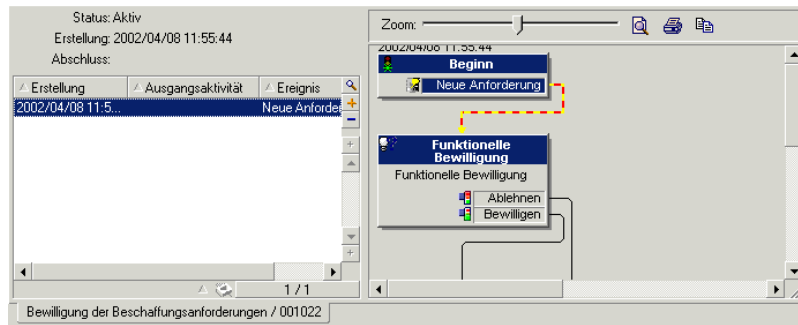 Status: Aktiv
Erstellung: 2002/04/08 11:55:44
Abschluss:
Erstellung Ausgangsaktivität Ereignis
2002/04/08 11:5... Neue Anforde
1 / 1
Zoom:
2002/04/08 11:55:44
Beginn
Neue Anforderung
Funktionelle
Bewilligung
Funktionelle Bewilligung
Ablehnen
Bewilligen
Bewilligung der Beschaffungsanforderungen / 001022